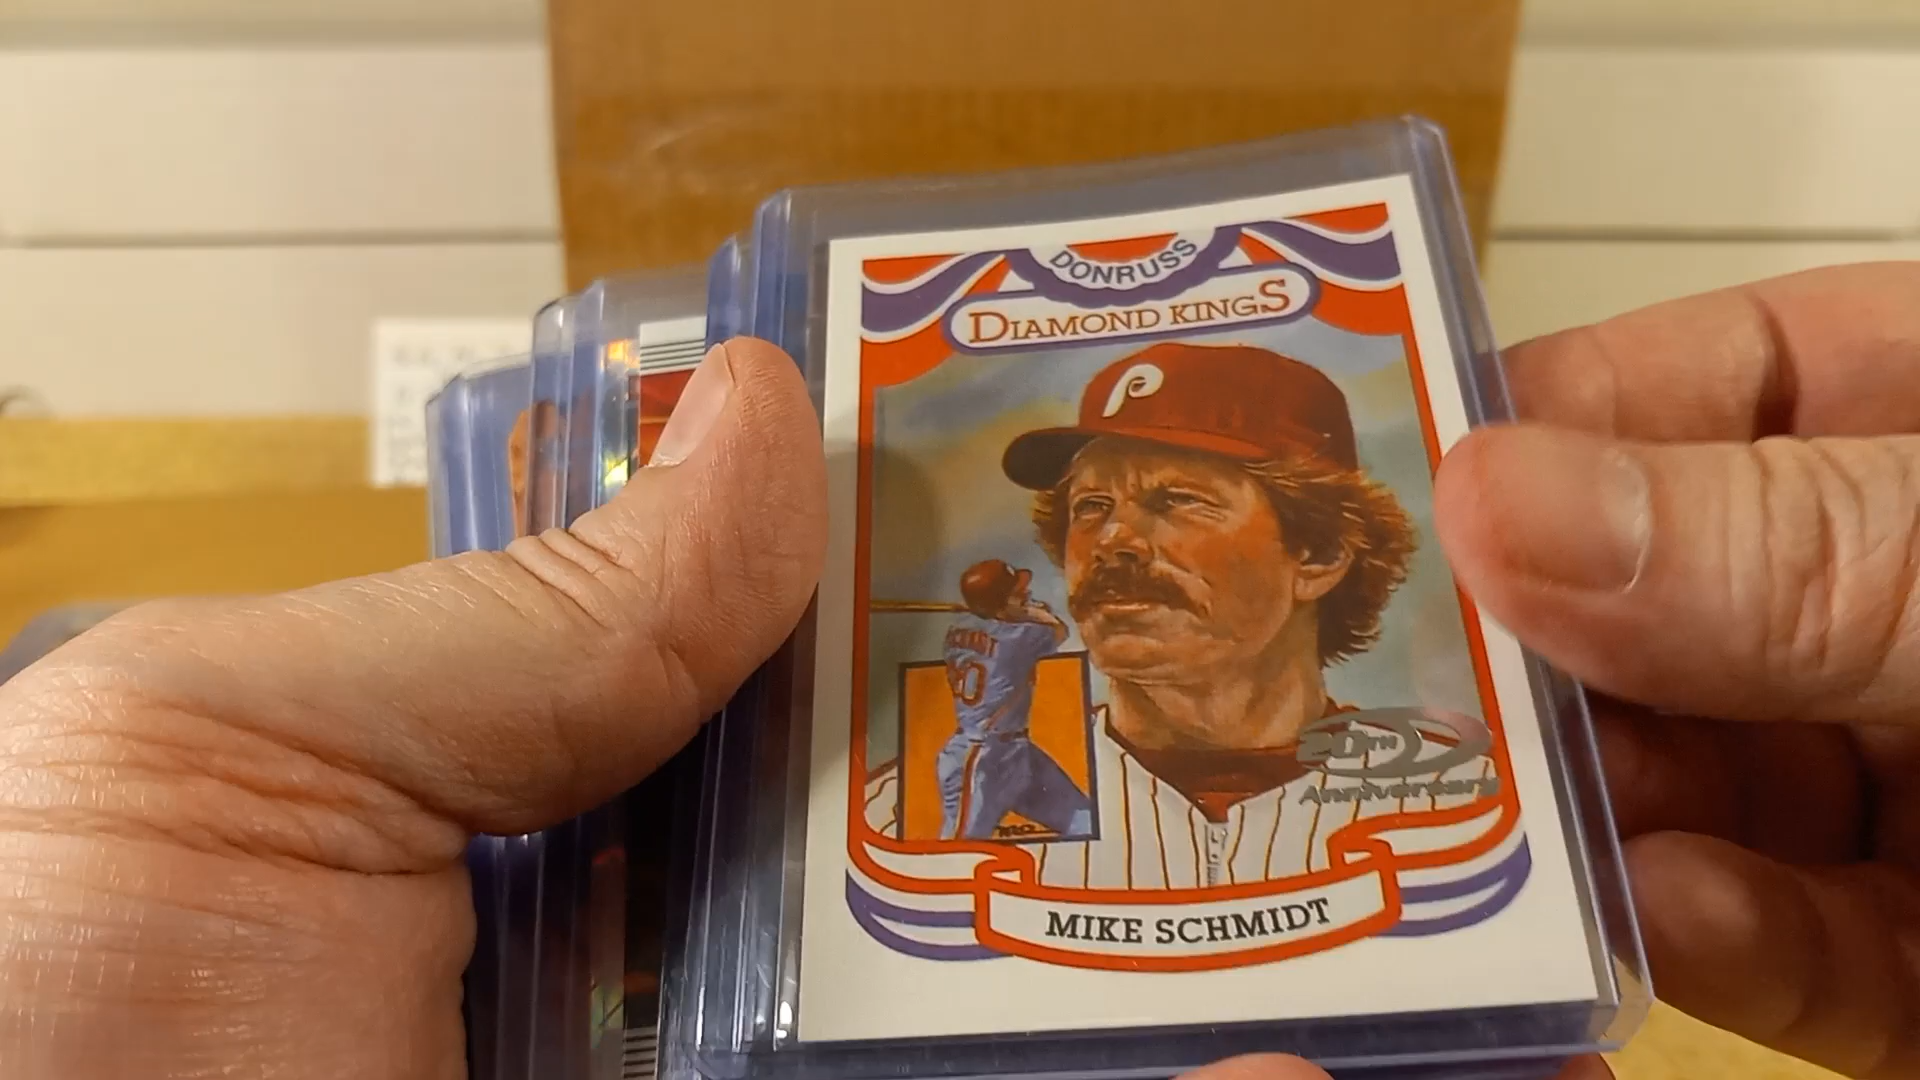 DONRUSS
DIAMOND KINGS
20TH
Anniversary
MIKE SCHMIDT